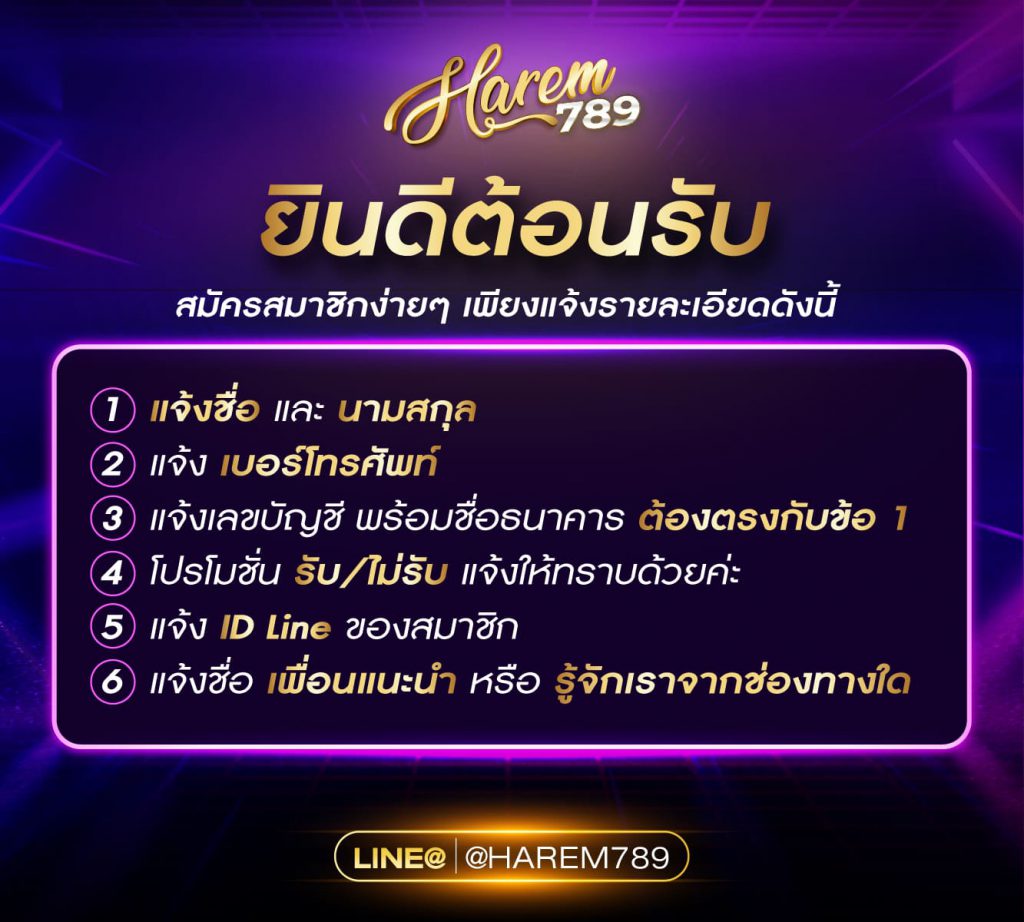 Harem
789
ยินดีต้อนรับ
สมัครสมาชิกง่ายๆ เพียงแจ้งรายละเอียดดังนี้
1 แจ้งชื่อ และ นามสกุล
2 แจ้ง เบอร์โทรศัพท์
3 แจ้งเลขบัญชี พร้อมชื่อธนาคาร ต้องตรงกับข้อ 1
4 โปรโมชั่น รับ/ไม่รับ แจ้งให้ทราบด้วยค่ะ
5 แจ้ง ID Line ของสมาชิก
6 แจ้งชื่อ เพื่อนแนะนำ หรือ รู้จักเราจากช่องทางใด
LINE@ | @HAREM789